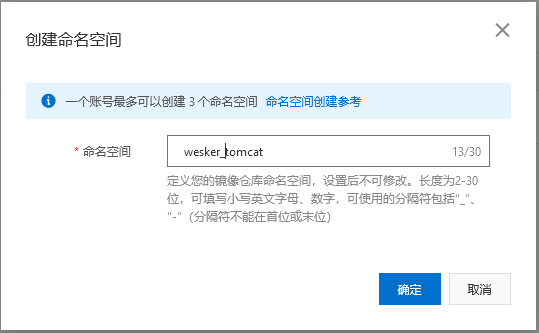 创建命名空间
一个账号最多可以创建 3 个命名空间 命名空间创建参考
* 命名空间 wesker_tomcat 13/30
定义您的镜像仓库命名空间，设置后不可修改。长度为2-30
位，可填写小写英文字母、数字，可使用的分隔符包括“_”、
“-”（分隔符不能在首位或末位）
确定 取消